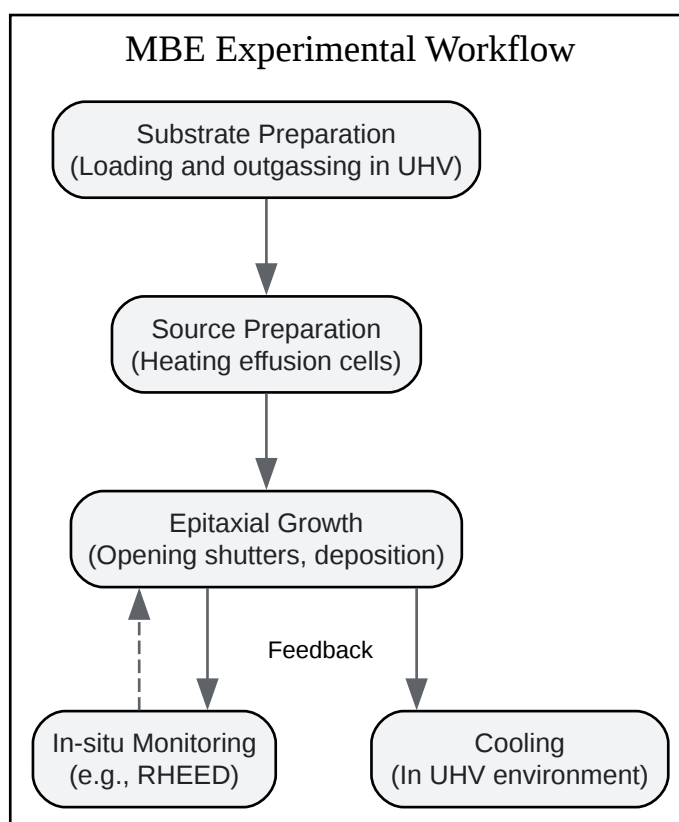 MBE Experimental Workflow
Substrate Preparation
(Loading and outgassing in UHV)
Source Preparation
(Heating effusion cells)
Epitaxial Growth
(Opening shutters, deposition)
Feedback
In-situ Monitoring
(e.g., RHEED)
Cooling
(In UHV environment)